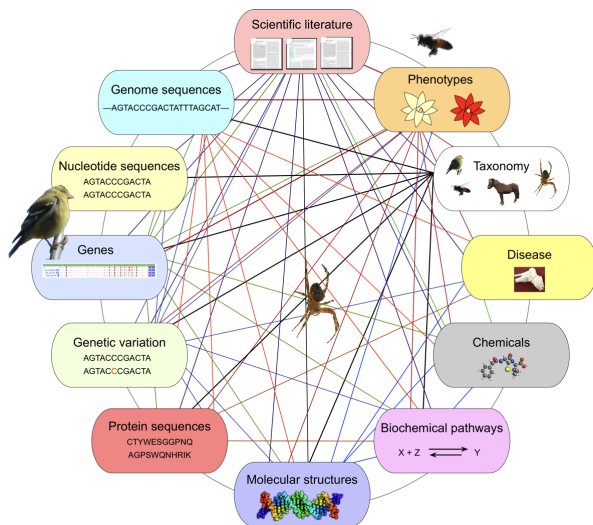 Scientific literature
Genome sequences
—AGTACCCGACTATTTAGCAT—
Phenotypes
Nucleotide sequences
AGTACCCGACTA
AGTACCCGACTA
Taxonomy
Genes
Disease
Genetic variation
AGTACCCGACTA
AGTACCCGACTA
Chemicals
Protein sequences
CTYWESGGPNQ
AGPSWQNHRIK
Biochemical pathways
X + Z
Y
Molecular structures